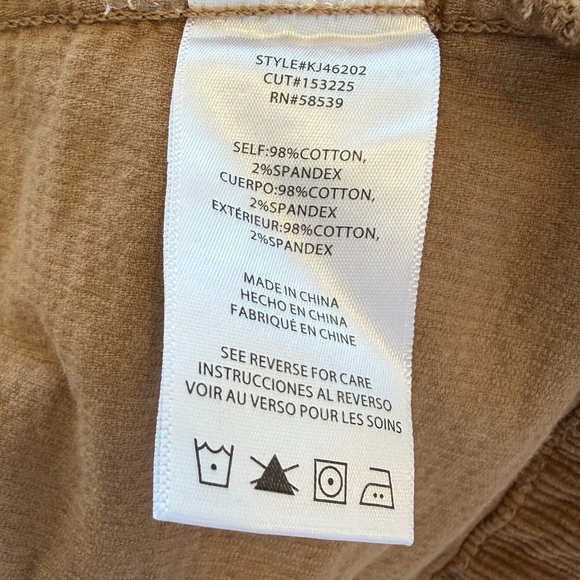 STYLE#KJ46202
CUT#153225
RN#58539
SELF:98%COTTON,
2%SPANDEX
CUERPO:98%COTTON,
2%SPANDEX
EXTÉRIEUR:98%COTTON,
2%SPANDEX
MADE IN CHINA
HECHO EN CHINA
FABRIQUÉ EN CHINE
SEE REVERSE FOR CARE
INSTRUCCIONES AL REVERSO
VOIR AU VERSO POUR LES SOINS